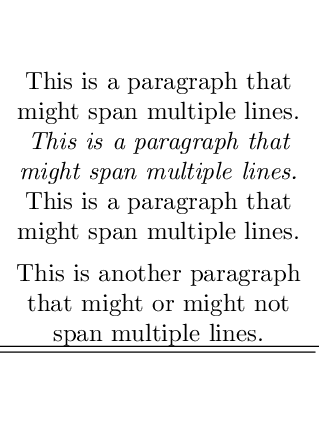 This is a paragraph that
might span multiple lines.
This is a paragraph that
might span multiple lines.
This is a paragraph that
might span multiple lines.
This is another paragraph
that might or might not
span multiple lines.